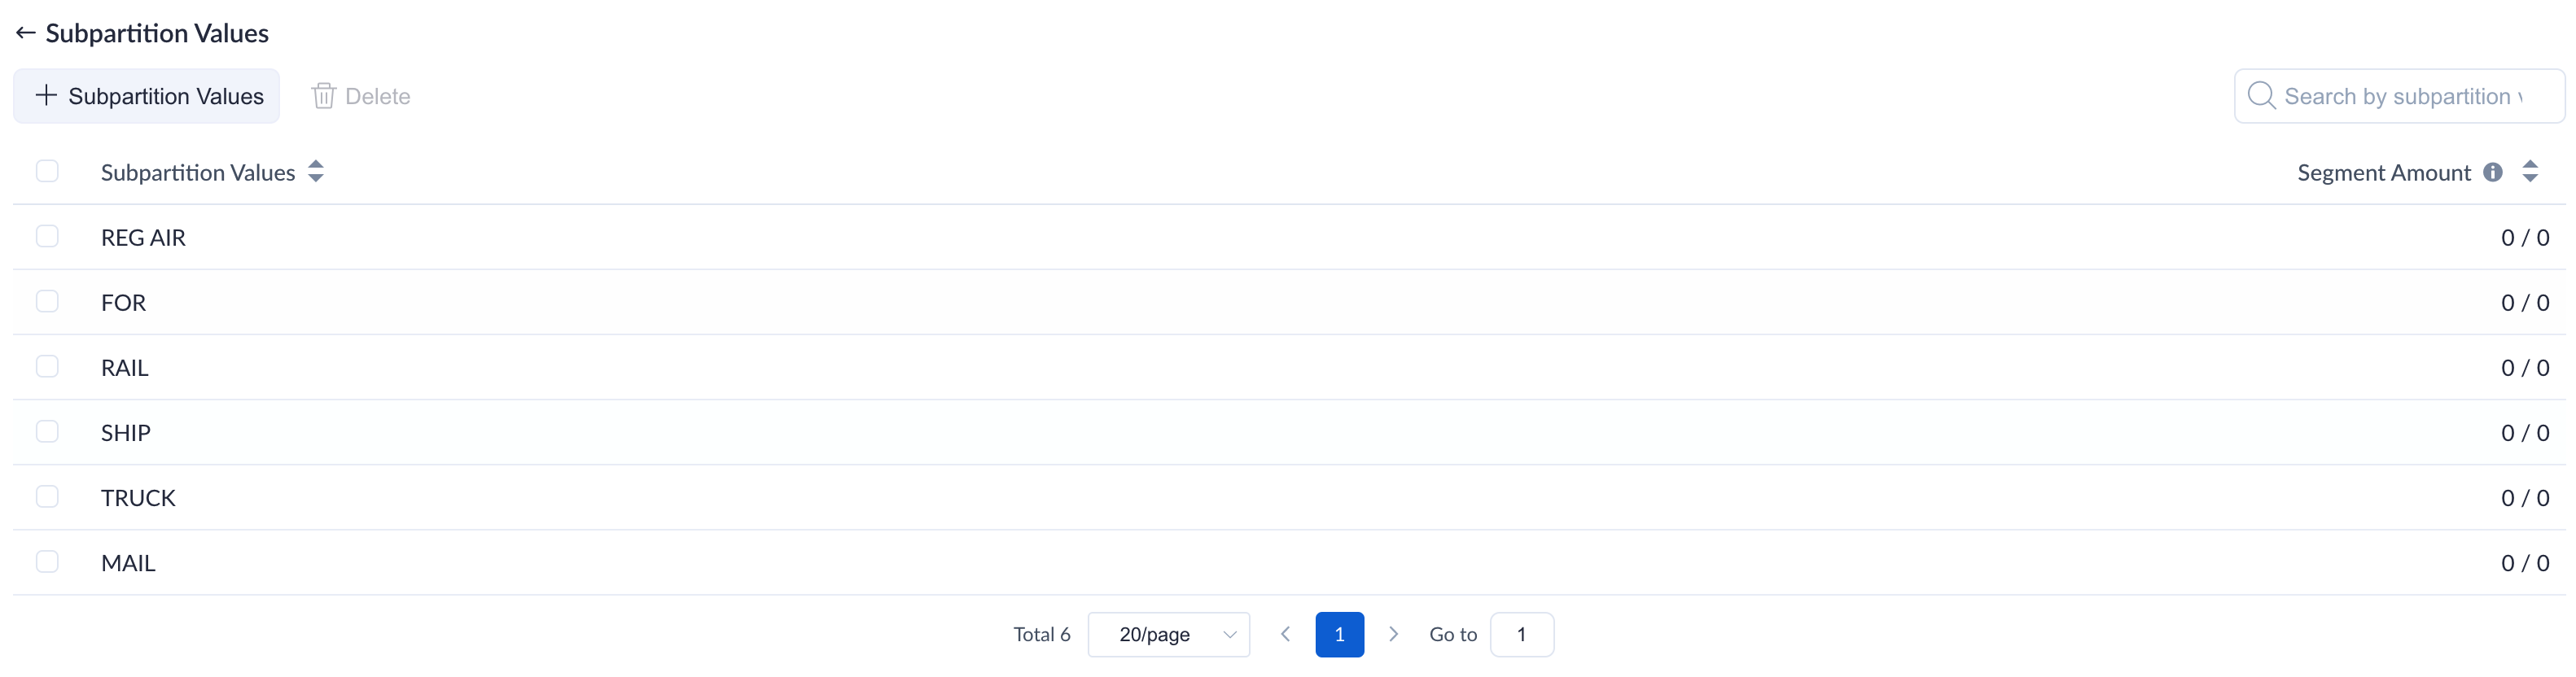 Subpartition Values
Subpartition Values Delete Search by subpartition
Subpartition Values Segment Amount
REG AIR 0 / 0
FOR 0 / 0
RAIL 0 / 0
SHIP 0 / 0
TRUCK 0 / 0
MAIL 0 / 0
Total 6 20/page 1 Go to 1